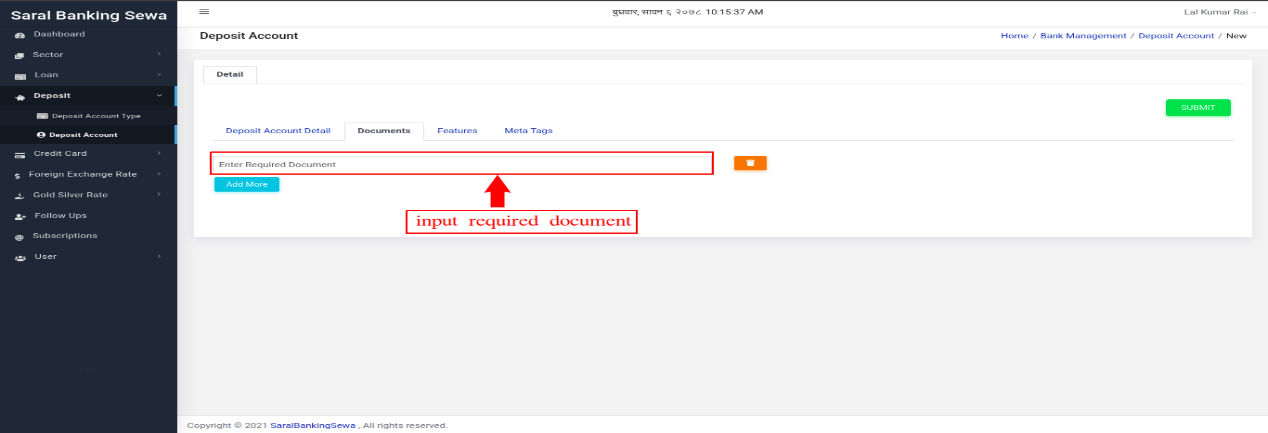 Saral Banking Sewa
बुधवार, सावन ६ २०७८ 10:15:37 AM
Lal Kumar Rai
Dashboard
Sector
Loan
Deposit
Deposit Account Type
Deposit Account
Credit Card
Foreign Exchange Rate
Gold Silver Rate
Follow Ups
Subscriptions
User
Deposit Account
Home / Bank Management / Deposit Account / New
Detail
SUBMIT
Deposit Account Detail Documents Features Meta Tags
Enter Required Document
Add More
input required document
Copyright © 2021 SaralBankingSewa , All rights reserved.